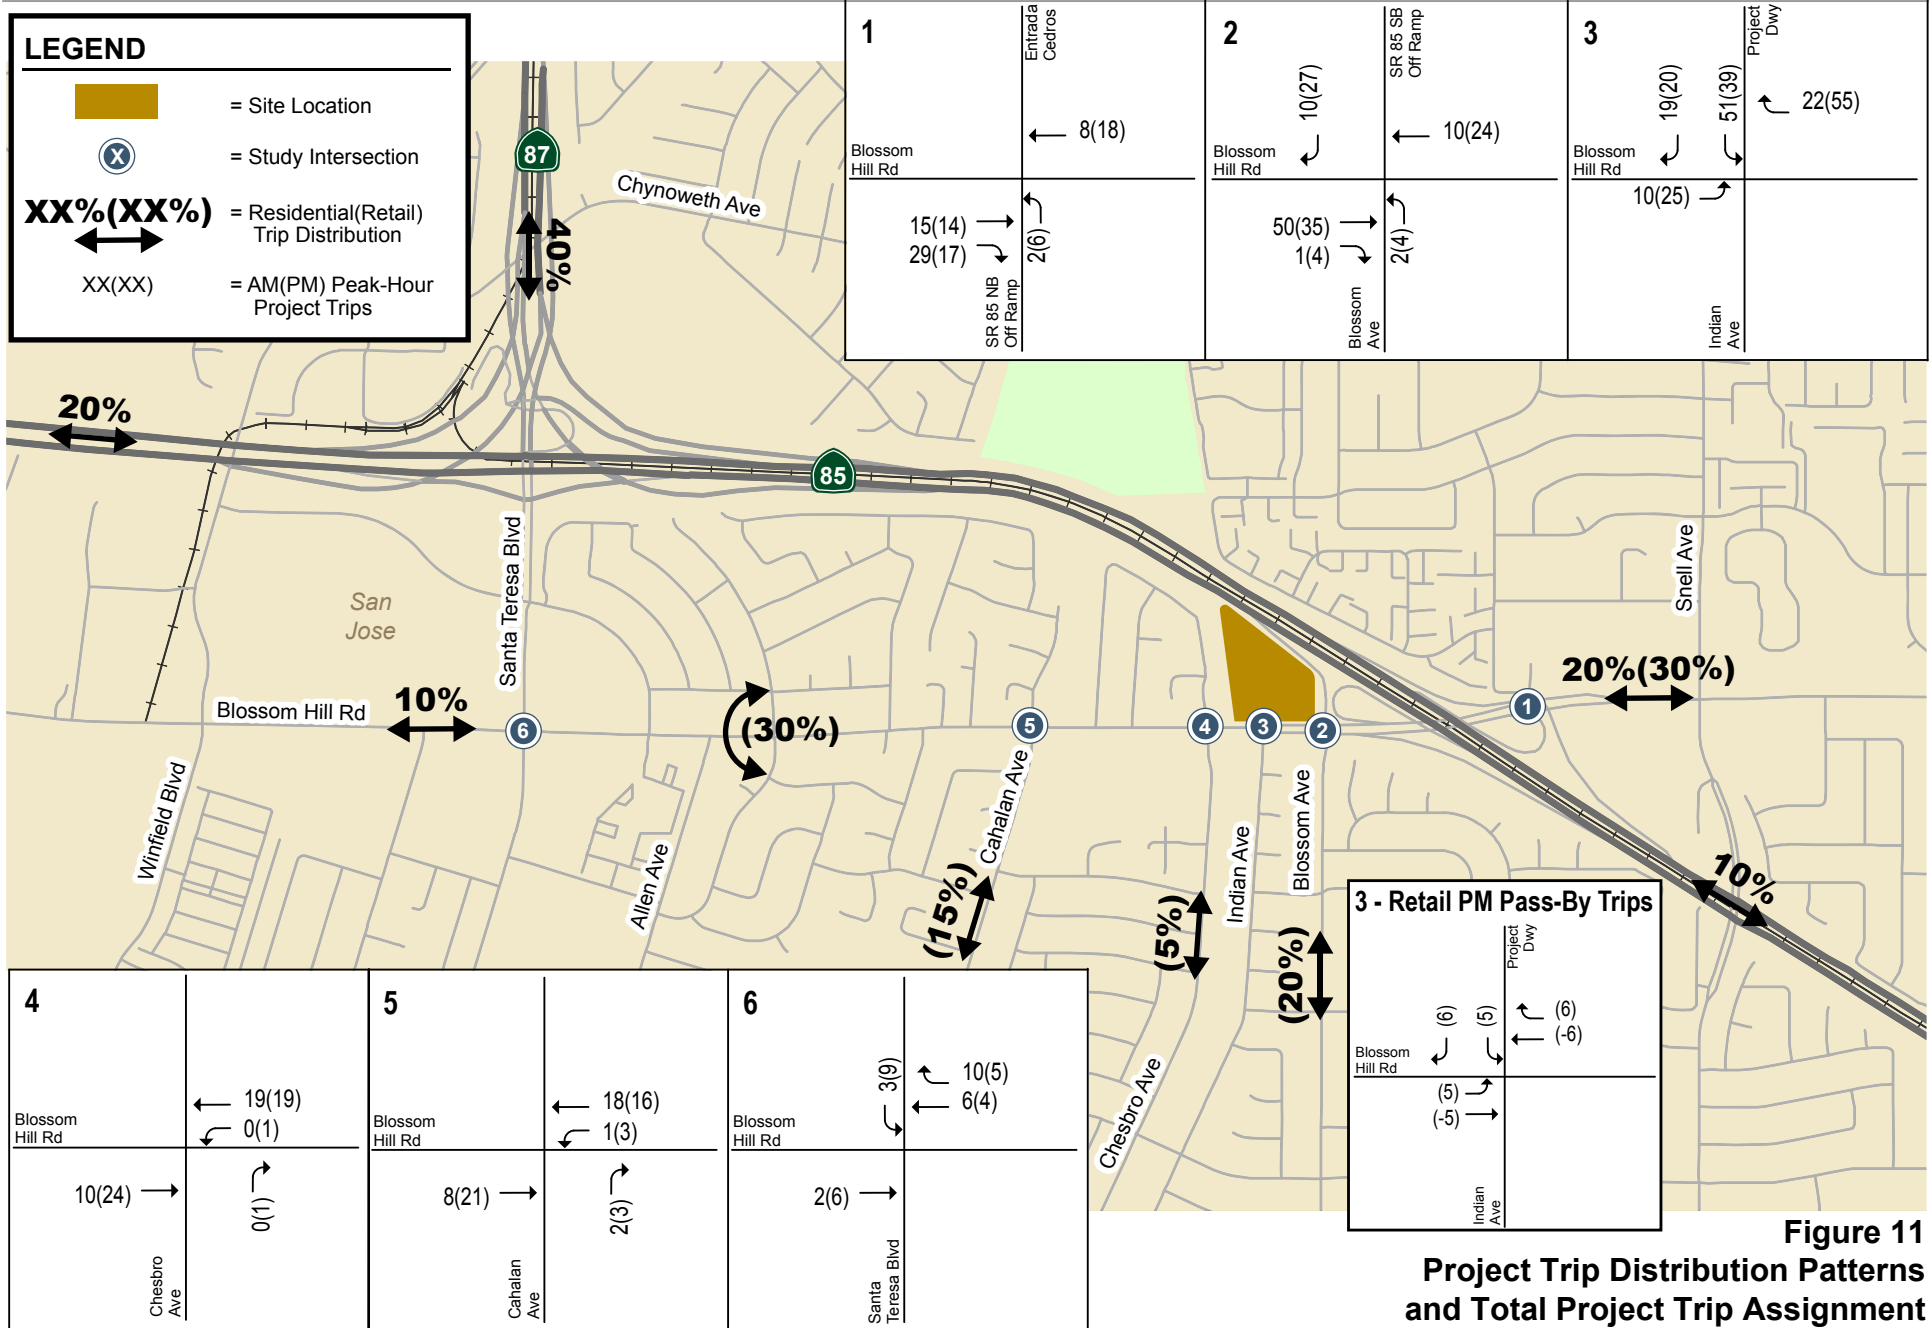 LEGEND
= Site Location
X
= Study Intersection
XX%(XX%)
= Residential(Retail)
Trip Distribution
XX(XX)
= AM(PM) Peak-Hour
Project Trips
1
Entrada
Cedros
8(18)
Blossom
Hill Rd
15(14)
29(17)
2(6)
SR 85 NB
Off Ramp
2
SR 85 SB
Off Ramp
10(27)
10(24)
Blossom
Hill Rd
50(35)
1(4)
2(4)
Blossom
Ave
3
Project
Dwy
19(20)
51(39)
22(55)
Blossom
Hill Rd
10(25)
Indian
Ave
87
Chynoweth Ave
40%
20%
85
San
Jose
Santa Teresa Blvd
Snell Ave
Blossom Hill Rd
10%
6
(30%)
5
4
3
2
1
20%(30%)
Winfield Blvd
Allen Ave
Cahalan Ave
(15%)
(5%)
Indian Ave
Blossom Ave
(20%)
10%
Chesbro Ave
3 - Retail PM Pass-By Trips
Project
Dwy
(6)
(5)
(6)
(-6)
Blossom
Hill Rd
(5)
(-5)
Indian
Ave
4
19(19)
0(1)
Blossom
Hill Rd
10(24)
0(1)
Chesbro
Ave
5
18(16)
1(3)
Blossom
Hill Rd
8(21)
2(3)
Cahalan
Ave
6
3(9)
10(5)
6(4)
Blossom
Hill Rd
2(6)
Santa
Teresa Blvd
Figure 11
Project Trip Distribution Patterns
and Total Project Trip Assignment